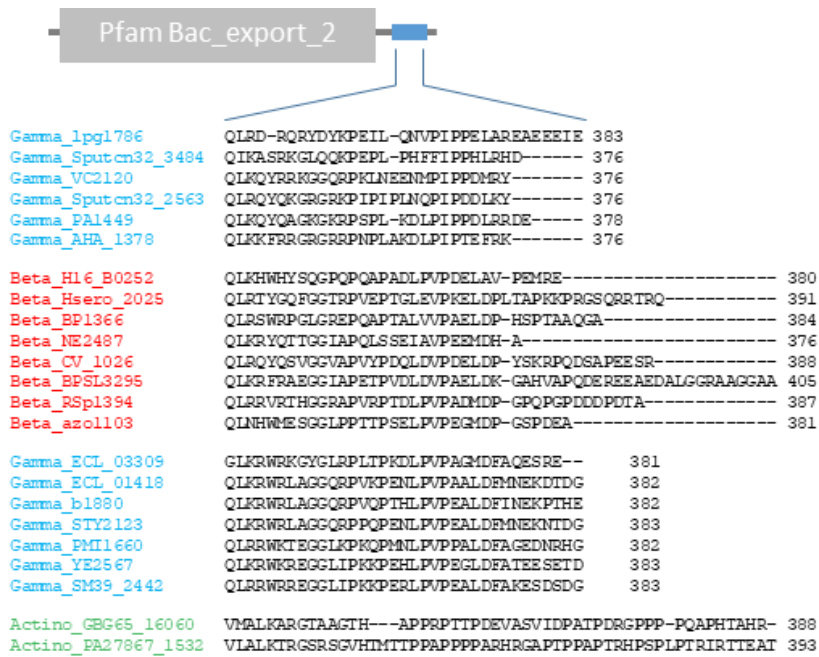 Pfam Bac_export_2
Gamma_lpg1786 QLRD-RQRYDYKPEIL-QNVPIPPELAREAEEEIE 383
Gamma_Sputcn32_3484 QIKASRKGLQQKPEPL-PHFFIPPHLRHD------ 376
Gamma_VC2120 QLKQYRRKGGQRPKLNEENMPIPPDMRY------- 376
Gamma_Sputcn32_2563 QLRQYQKGRGRKPIPIPLNQPIPDDLKY------- 376
Gamma_PA1449 QLKQYQAGKGKRPSPL-KDLPIPPDLRRDE----- 378
Gamma_AHA_1378 QLKKFRRGRGRRPNPLAKDLPIPTEFRK------- 376
Beta_H16_B0252 QLKHWHYSQGPQPQAPADLPVPDELAV-PEMRE--------------------- 380
Beta_Hsero_2025 QLRTYGQFGGTRPVEPTGLEVPKELDPLTAPKKPRGSQRRTRQ----------- 391
Beta_BP1366 QLRSWRPGLGREPQAPTALVVPAELDP-HSPTAAQGA----------------- 384
Beta_NE2487 QLKRYQTTGGIAPQLSSEIAVPEEMDH-A------------------------- 376
Beta_CV_1026 QLRQYQSVGGVAPVYPDQLDVPDELDP-YSKRPQDSAPEESR------------ 388
Beta_BPSL3295 QLKRFRAEGGIAPETPVDLDVPAELDK-GAHVAPQDEREEAEDALGGRAAGGAA 405
Beta_RSp1394 QLRRVRTHGGRAPVRPTDLPVPADMDP-GPQPGPDDDPDTA------------- 387
Beta_azo1103 QLNHWMESGGLPPTTPSELPVPEGMDP-GSPDEA-------------------- 381
Gamma_ECL_03309 GLKRWRKGYGLRPLTPKDLPVPAGMDFAQESRE-- 381
Gamma_ECL_01418 QLKRWRLAGGQRPVKPENLPVPAALDFMNEKDTDG 382
Gamma_b1880 QLKRWRLAGGQRPVQPTHLPVPEALDFINEKPTHE 382
Gamma_STY2123 QLKRWRLAGGQRPPQPENLPVPEALDFMNEKNTDG 383
Gamma_PMI1660 QLRRWKTEGGLKPKQPMNLPVPPALDFAGEDNRHG 382
Gamma_YE2567 QLKRWKREGGLIPKKPEHLPVPEGLDFATEESETD 383
Gamma_SM39_2442 QLRRWRREGGLIPKKPERLPVPEALDFAKESDSDG 383
Actino_GBG65_16060 VMALKARGTAAGTH---APPRPTTPDEVASVIDPATPDRGPPP-PQAPHTAHR- 388
Actino_PA27867_1532 VLALKTRGSRSGVHTMTTPPAPPPPARHRGAPTPPAPTRHPSPLPTRIRTTEAT 393